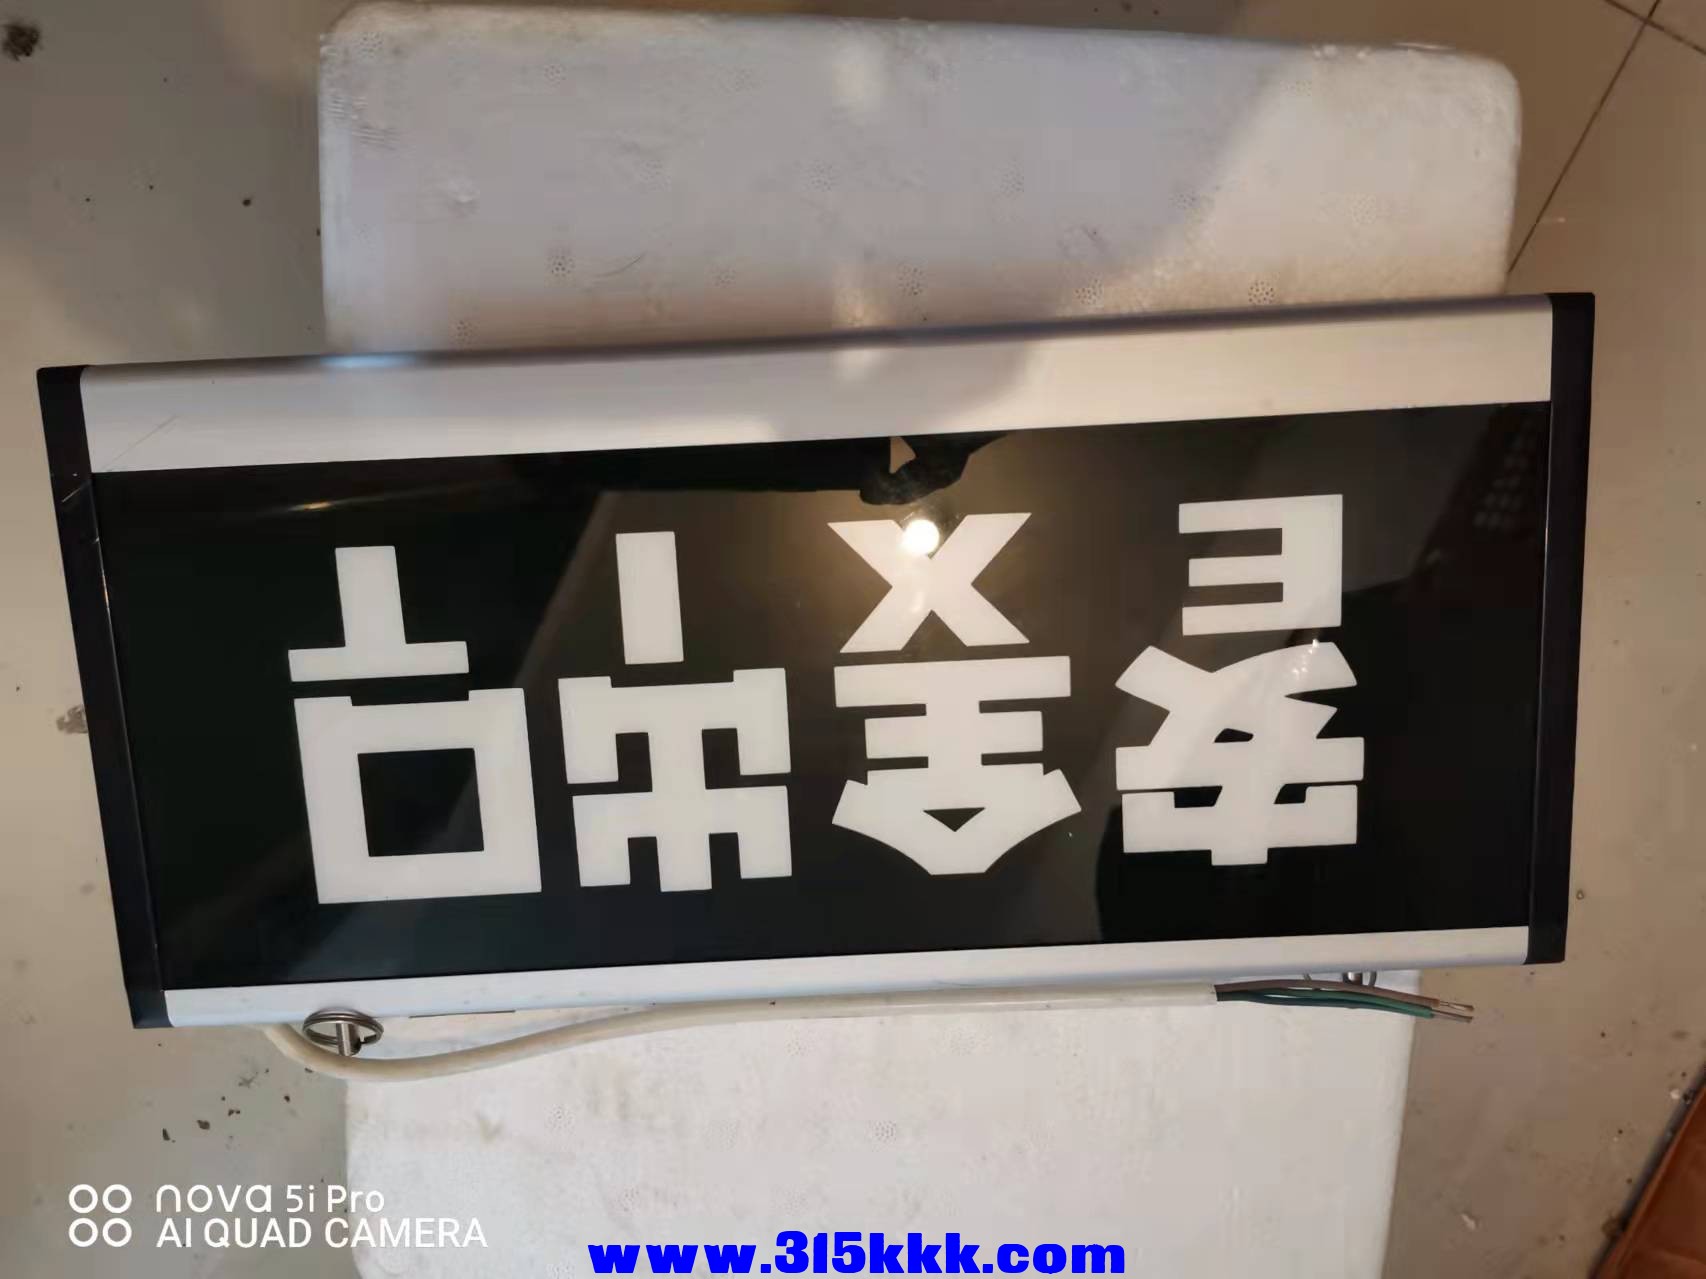 安全出口
EXIT
nova 5i Pro
AI QUAD CAMERA
www.315kkk.com